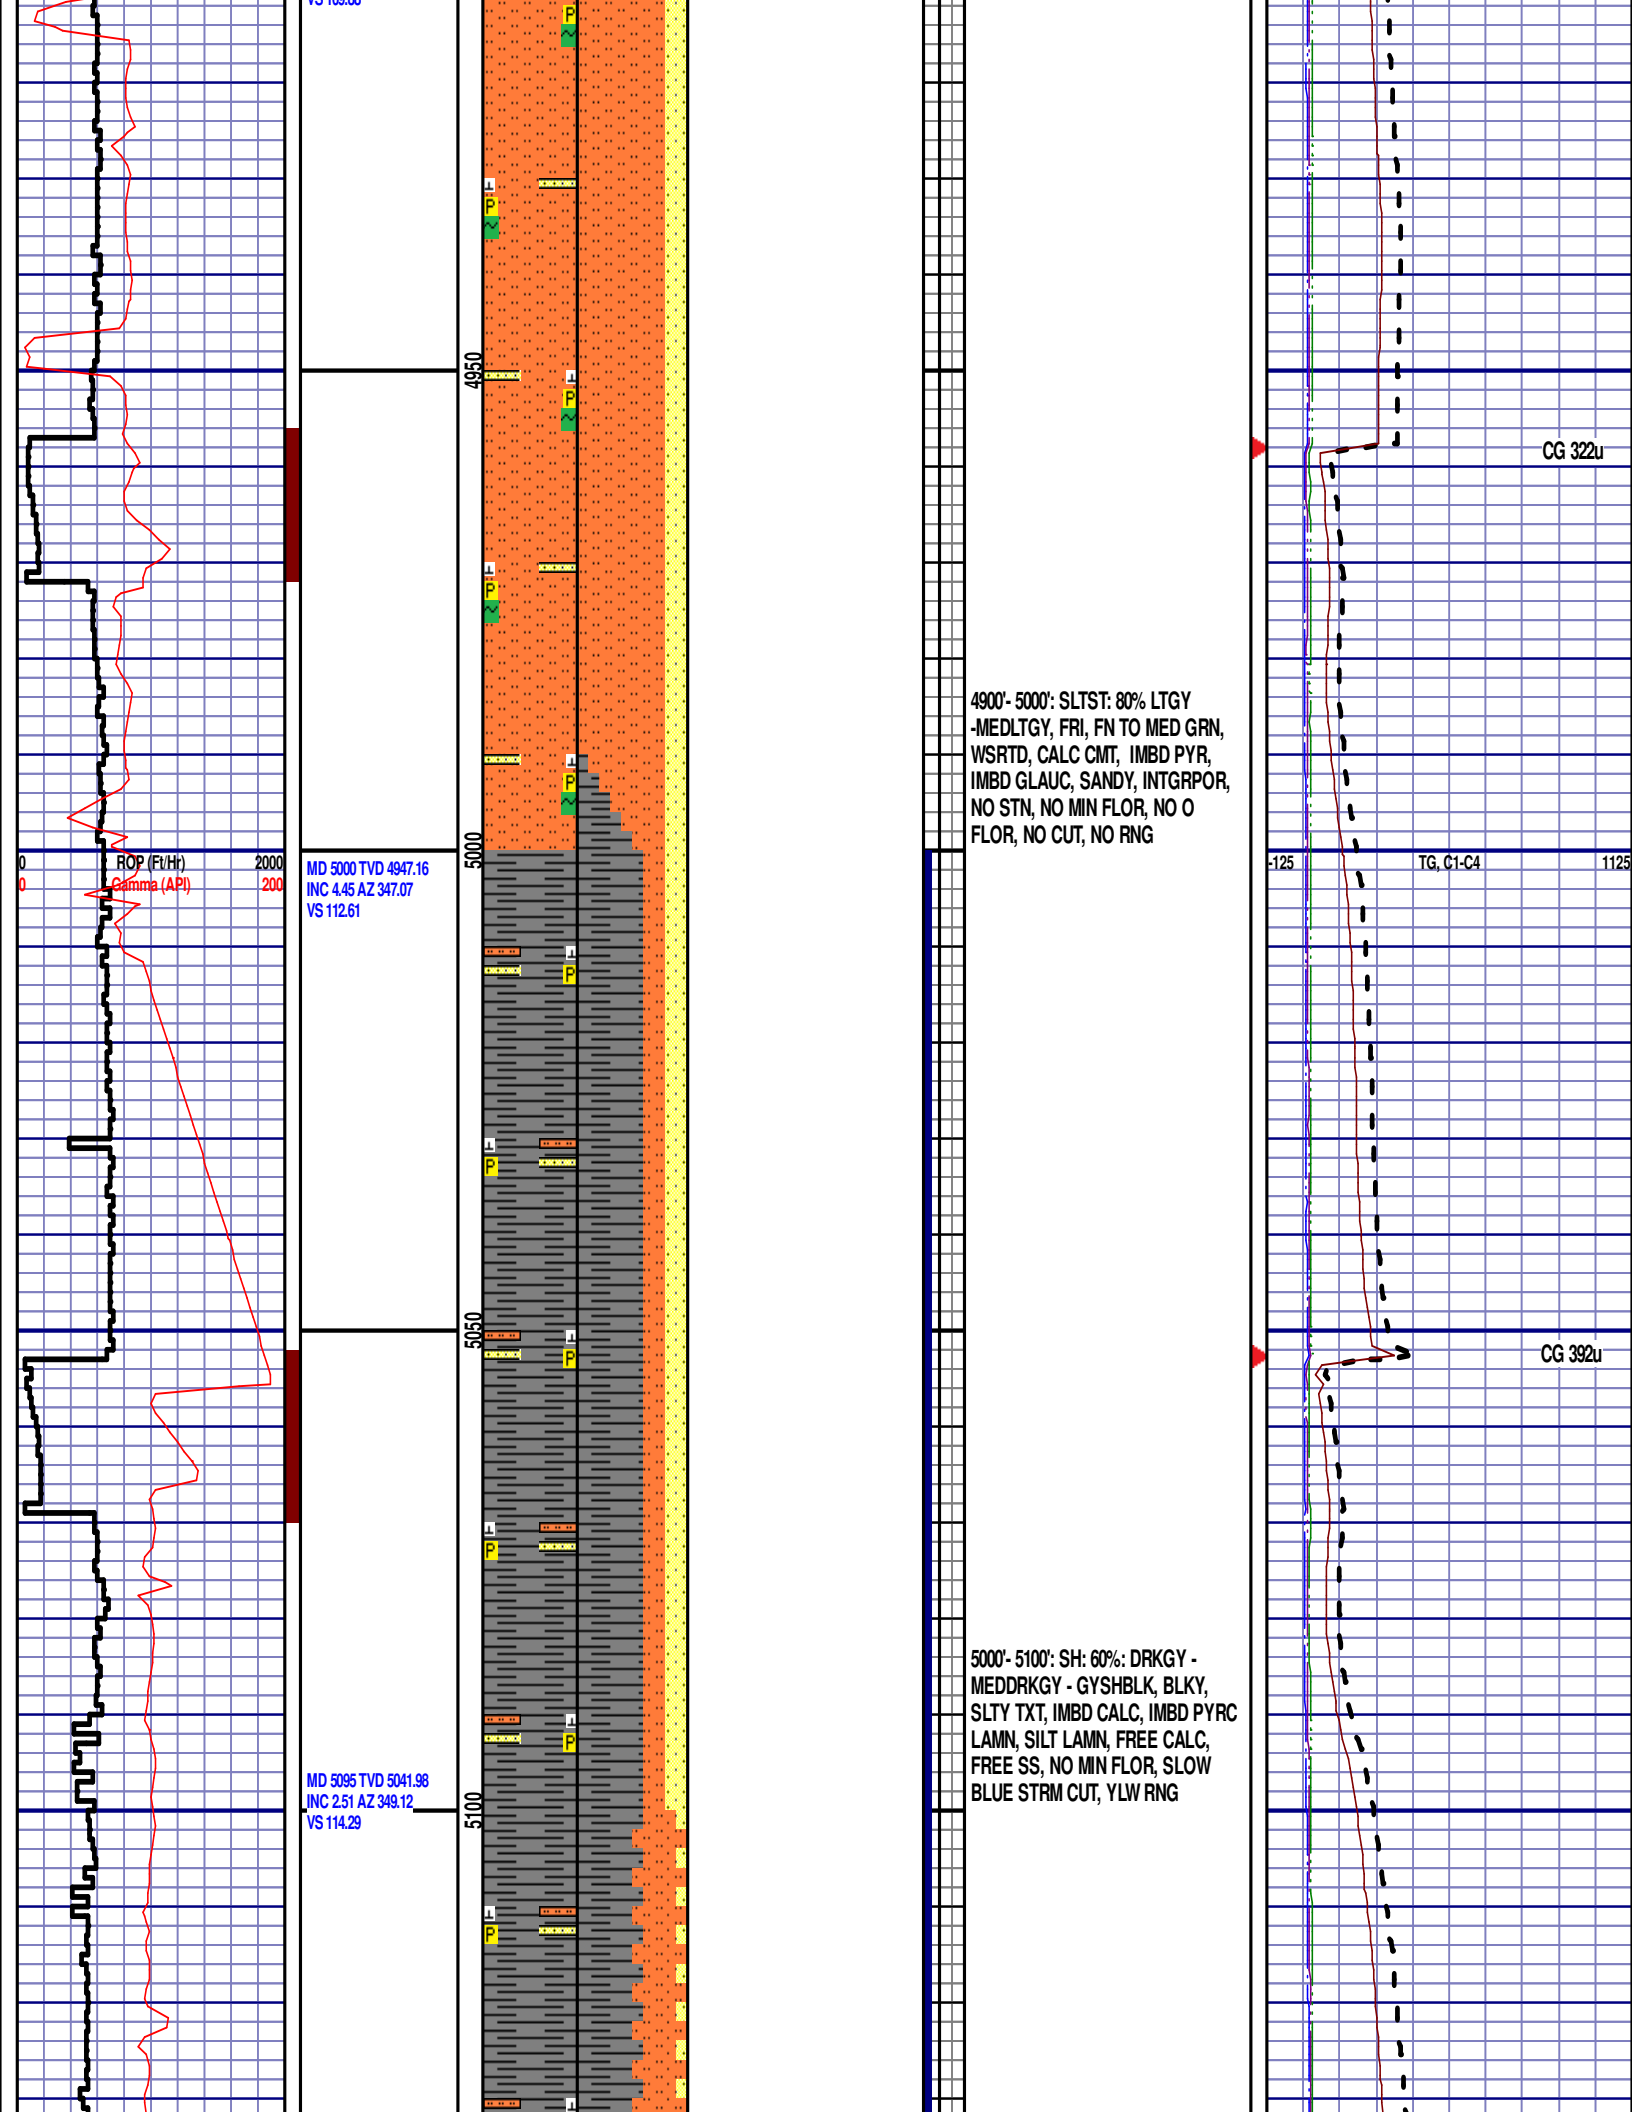 4950
CG 322u
4900'- 5000': SLTST: 80% LTGY
-MEDLTGY, FRI, FN TO MED GRN,
WSRTD, CALC CMT, IMBD PYR,
IMBD GLAUC, SANDY, INTGRPOR,
NO STN, NO MIN FLOR, NO O
FLOR, NO CUT, NO RNG
0 ROP (Ft/Hr) 2000
0 Gamma (API) 200
MD 5000 TVD 4947.16
INC 4.45 AZ 347.07
VS 112.61
5000
-125 TG, C1-C4 1125
5050
CG 392u
5000'- 5100': SH: 60%: DRKGY -
MEDDRKGY - GYSHBLK, BLKY,
SLTY TXT, IMBD CALC, IMBD PYRC
LAMN, SILT LAMN, FREE CALC,
FREE SS, NO MIN FLOR, SLOW
BLUE STRM CUT, YLW RNG
MD 5095 TVD 5041.98
INC 2.51 AZ 349.12
VS 114.29
5100